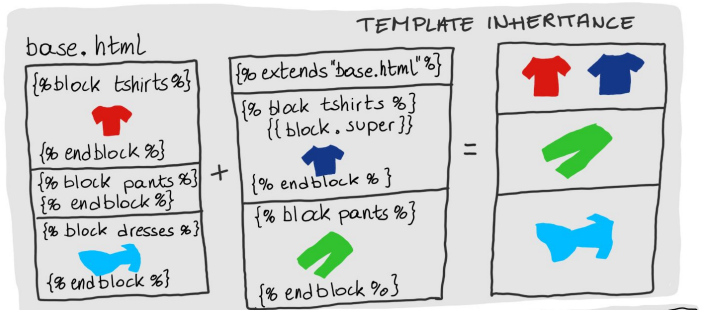 TEMPLATE INHERITANCE
base.html
{% block tshirts %}
{% endblock %}
{% block pants %}
{% endblock %}
{% block dresses %}
{% endblock %}
+
{% extends "base.html" %}
{% block tshirts %}
{{ block.super }}
{% endblock % }
{% block pants %}
{% endblock %}
=